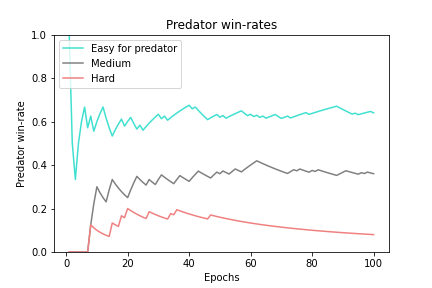 Predator win-rates
Predator win-rate
1.0
0.8
0.6
0.4
0.2
0.0
Easy for predator
Medium
Hard
0 20 40 60 80 100
Epochs